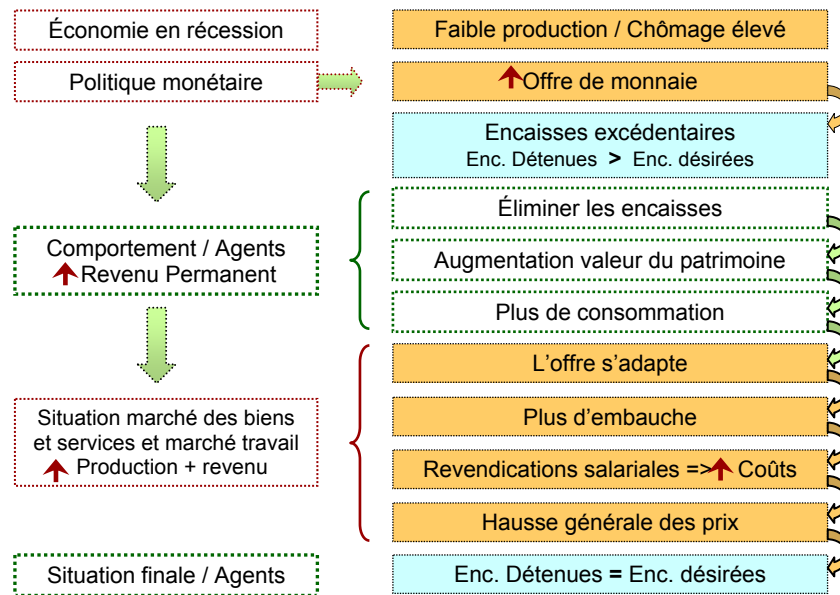 Économie en récession
Faible production / Chômage élevé
Politique monétaire
Offre de monnaie
Encaisses excédentaires
Enc. Détenues > Enc. désirées
Comportement / Agents
Revenu Permanent
Éliminer les encaisses
Augmentation valeur du patrimoine
Plus de consommation
Situation marché des biens
et services et marché travail
Production + revenu
L'offre s'adapte
Plus d'embauche
Revendications salariales => Coûts
Hausse générale des prix
Situation finale / Agents
Enc. Détenues = Enc. désirées